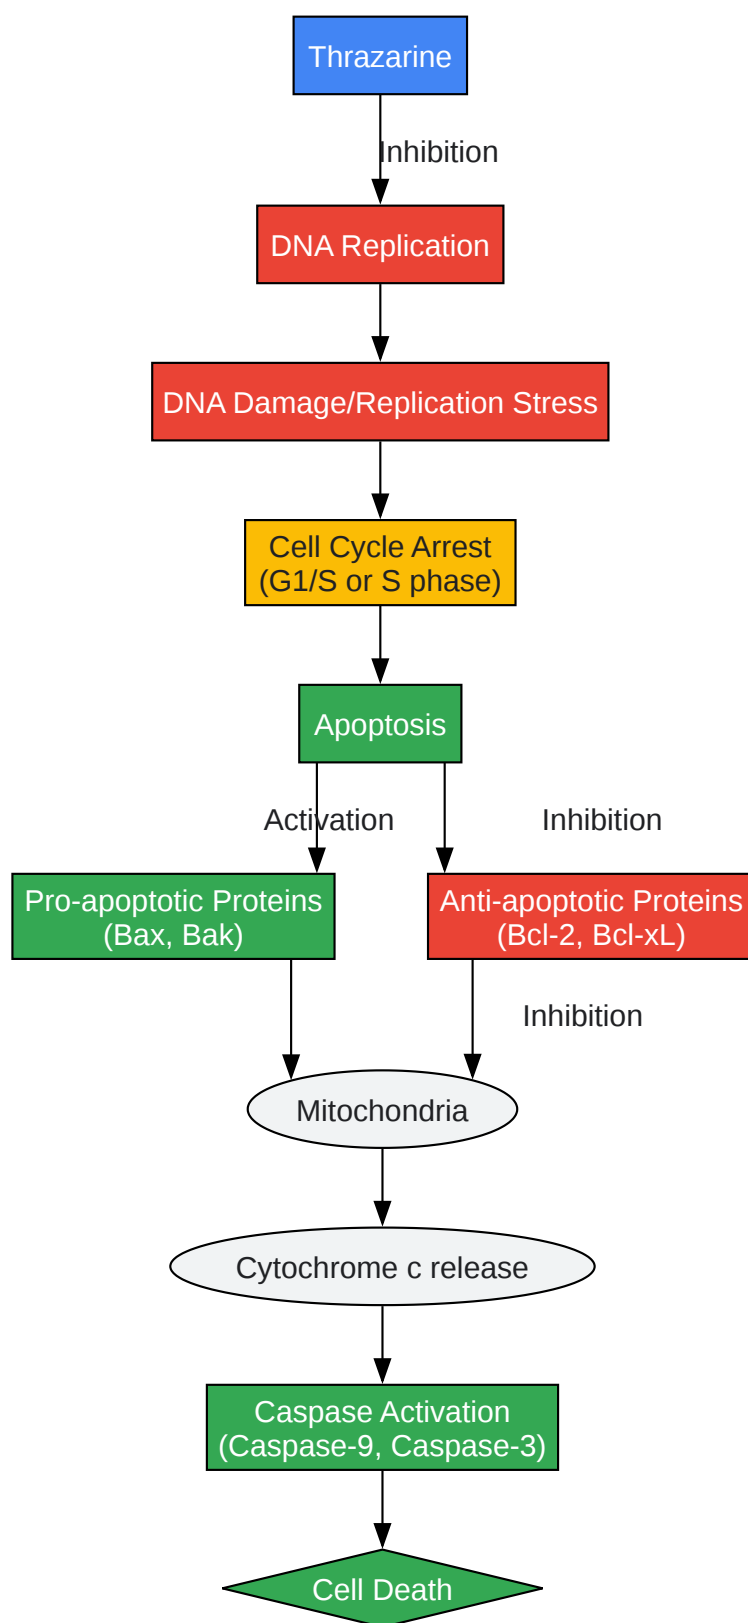 Thrazarine
Inhibition
DNA Replication
DNA Damage/Replication Stress
Cell Cycle Arrest
(G1/S or S phase)
Apoptosis
Activation
Inhibition
Pro-apoptotic Proteins
(Bax, Bak)
Anti-apoptotic Proteins
(Bcl-2, Bcl-xL)
Inhibition
Mitochondria
Cytochrome c release
Caspase Activation
(Caspase-9, Caspase-3)
Cell Death